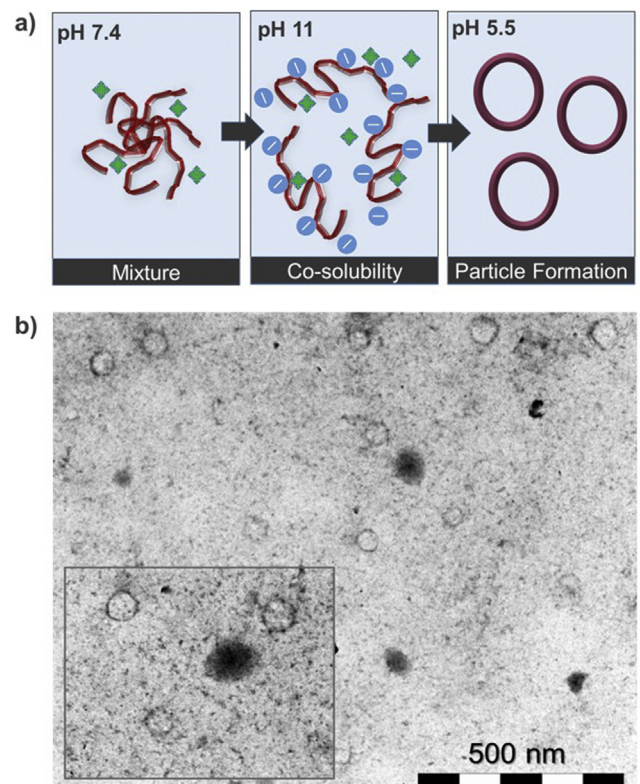 a)
pH 7.4
pH 11
pH 5.5
Mixture
Co-solubility
Particle Formation
b)
500 nm